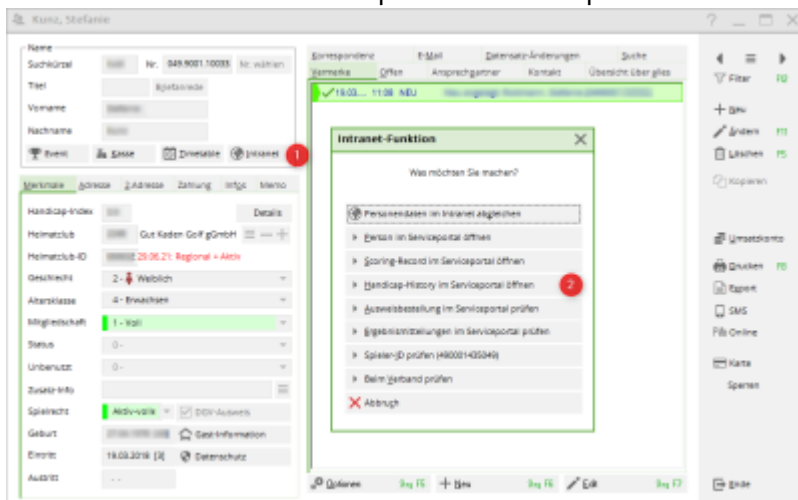 Kunz, Stefanie
Name
Suchkürzel Nr. 049.9001.10033 Nr. wählen
Titel Briefanrede
Vorname
Nachname
Event Kasse Timetable Intranet 1
Merkmale Adresse 2.Adresse Zahlung Infos Memo
Handicap-Index Details
Heimatclub Gut Kaden Golf gGmbH
Heimatclub-ID 29.06.21: Regional + Aktiv
Geschlecht 2 - Weiblich
Altersklasse 4 - Erwachsen
Mitgliedschaft 1 - Voll
Status 0 -
Unbenutzt 0 -
Zusatz-Info
Spielrecht DGV-Ausweis
Geburt Gast-Information
Eintritt 19.03.2018 [3] Datenschutz
Austritt . .
Korrespondenz E-Mail Datensatz-Änderungen Suche
Vermerke Offen Ansprechpartner Kontakt Übersicht über alles
19.03.... 11:08 NEU
Intranet-Funktion
Was möchten Sie machen?
Personendaten im Intranet abgleichen
Person im Serviceportal öffnen
Scoring-Record im Serviceportal öffnen
Handicap-History im Serviceportal öffnen 2
Ausweisbestellung im Serviceportal prüfen
Ergebnismitteilungen im Serviceportal prüfen
Spieler-ID prüfen
Beim Verband prüfen
Abbruch
Optionen Neu Strg F6 Edit Strg F7
Filter
Neu
Ändern F11
Löschen F5
Kopieren
Umsatzkonto
Drucken F8
Export
SMS
Online
Karte
Sperren
Ende